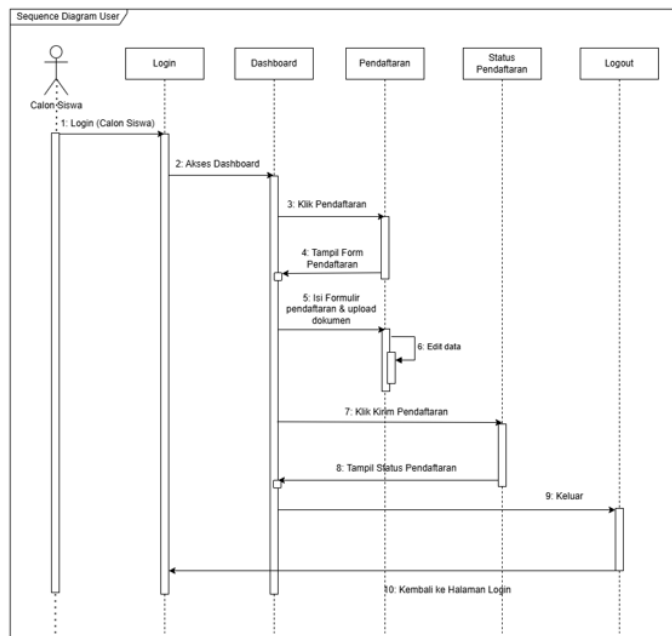 Sequence Diagram User
Login
Dashboard
Pendaftaran
Status
Pendaftaran
Logout
Calon Siswa
1: Login (Calon Siswa)
2: Akses Dashboard
3: Klik Pendaftaran
4: Tampil Form
Pendaftaran
5: Isi Formulir
pendaftaran & upload
dokumen
6: Edit data
7: Klik Kirim Pendaftaran
8: Tampil Status Pendaftaran
9: Keluar
10: Kembali ke Halaman Login